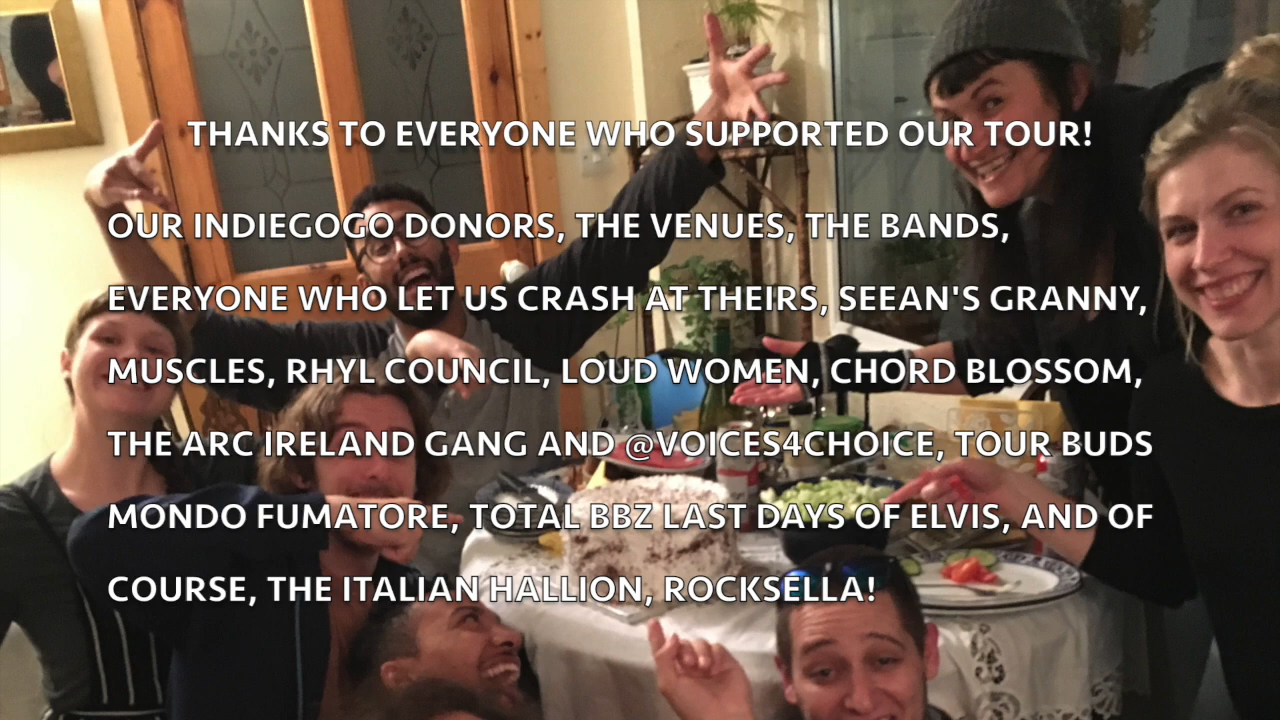 THANKS TO EVERYONE WHO SUPPORTED OUR TOUR!
OUR INDIEGOGO DONORS, THE VENUES, THE BANDS,
EVERYONE WHO LET US CRASH AT THEIRS, SEEAN'S GRANNY,
MUSCLES, RHYL COUNCIL, LOUD WOMEN, CHORD BLOSSOM,
THE ARC IRELAND GANG AND @VOICES4CHOICE, TOUR BUDS
MONDO FUMATORE, TOTAL BBZ LAST DAYS OF ELVIS, AND OF
COURSE, THE ITALIAN HALLION, ROCKSELLA!